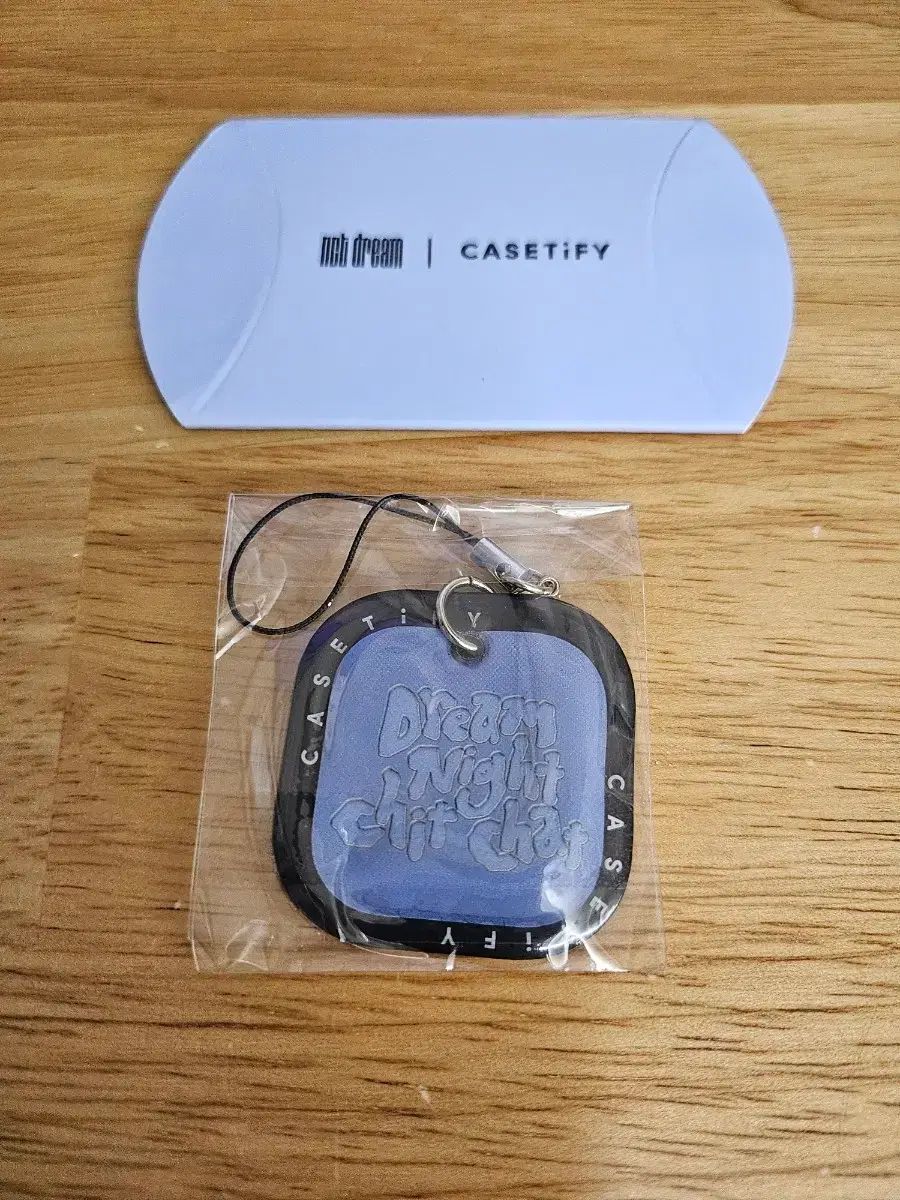 nct dream | CASETiFY
CASETiFY
Dream
Night
Chit Chat
CASETiFY